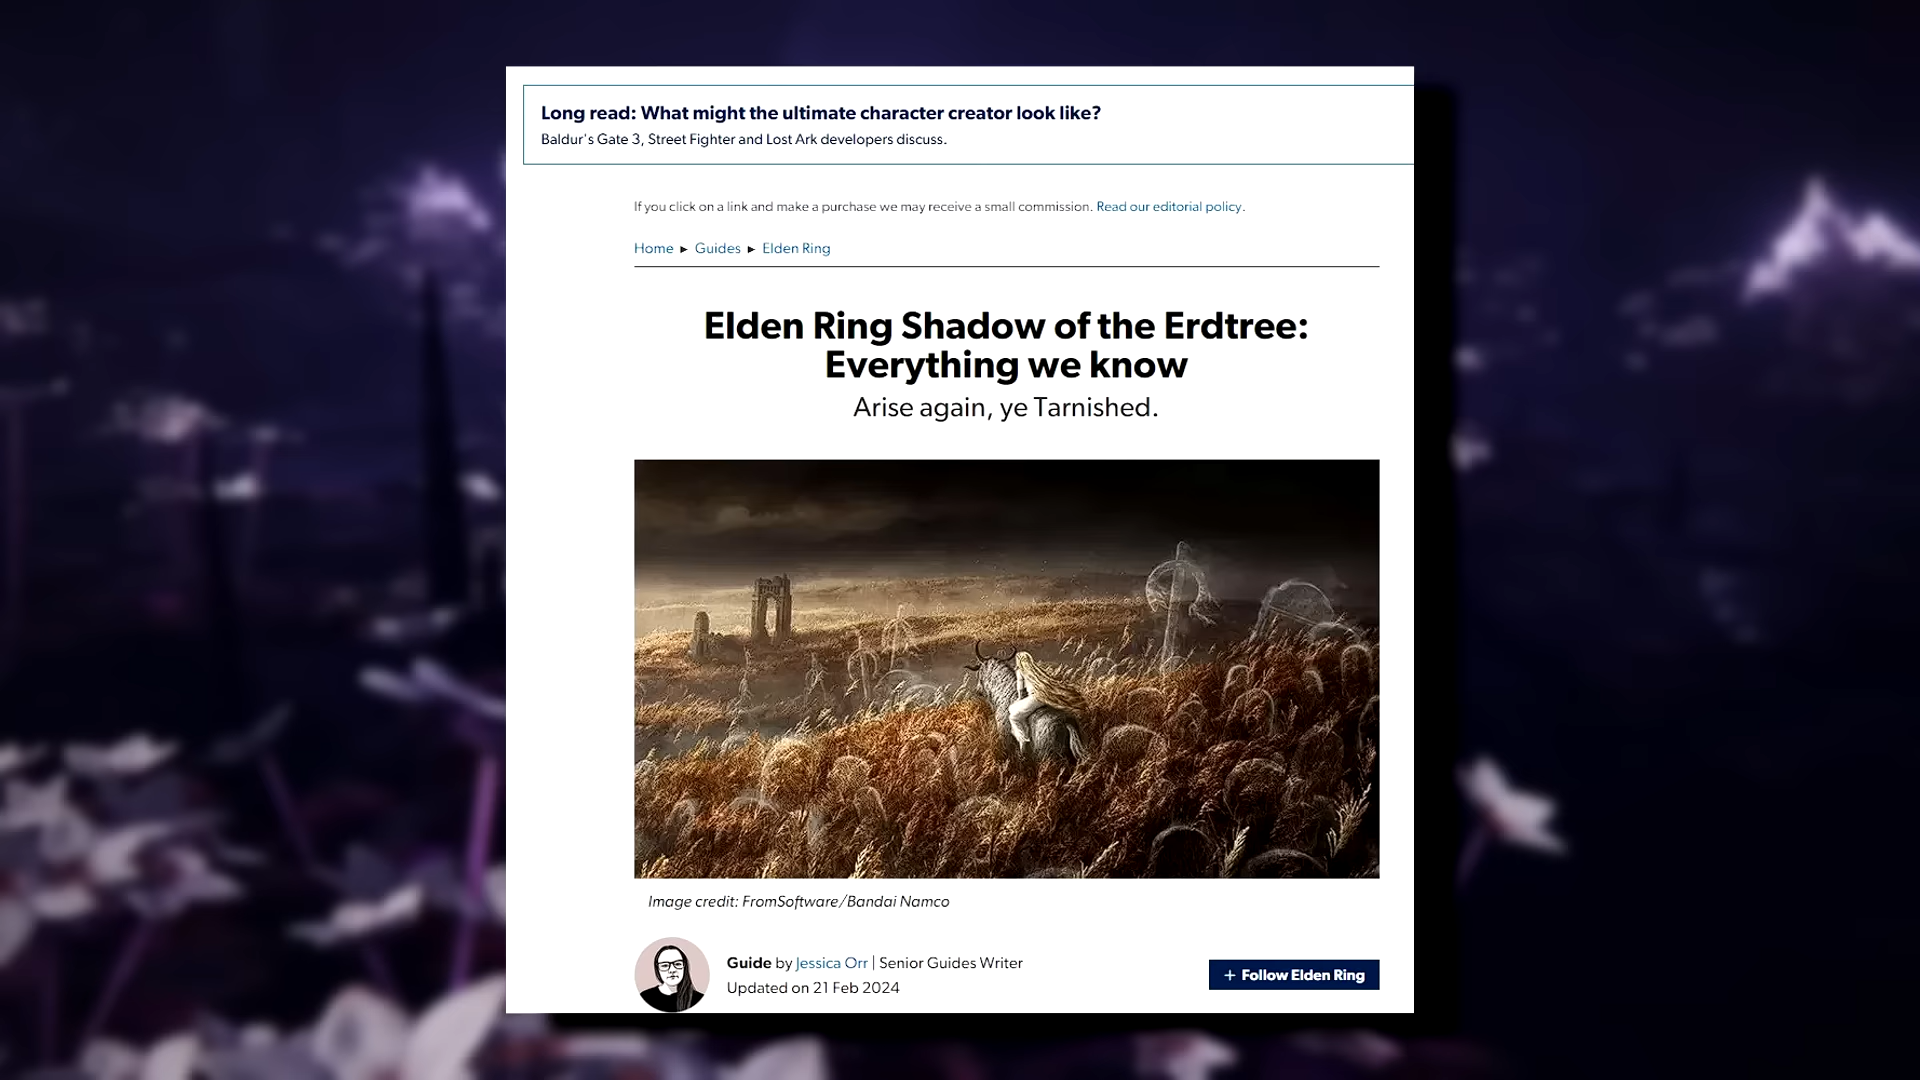 Long read: What might the ultimate character creator look like?
Baldur's Gate 3, Street Fighter and Lost Ark developers discuss.
If you click on a link and make a purchase we may receive a small commission. Read our editorial policy.
Home ▸ Guides ▸ Elden Ring
Elden Ring Shadow of the Erdtree:
Everything we know
Arise again, ye Tarnished.
Image credit: FromSoftware/Bandai Namco
Guide by Jessica Orr | Senior Guides Writer
Updated on 21 Feb 2024
+ Follow Elden Ring